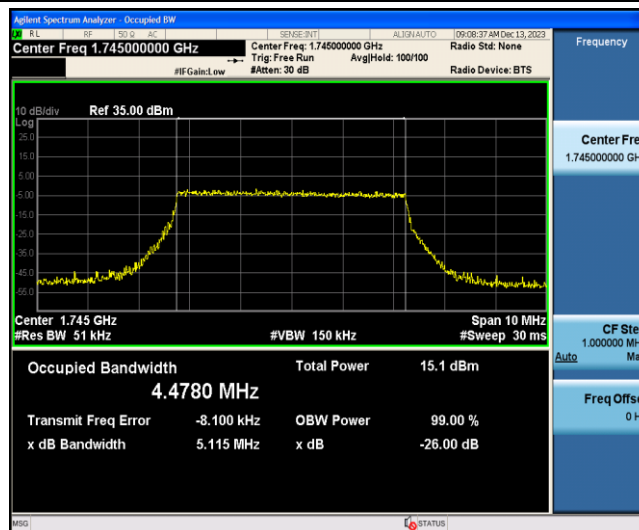 Agilent Spectrum Analyzer - Occupied BW
RL RF 50 Ω AC SENSE:INT ALIGN AUTO 09:08:37 AM Dec 13, 2023
Center Freq 1.745000000 GHz
Center Freq: 1.745000000 GHz Radio Std: None
Trig: Free Run Avg|Hold: 100/100
#IFGain:Low #Atten: 30 dB Radio Device: BTS
Frequency
10 dB/div Ref 35.00 dBm
Log
25.0
15.0
5.00
-5.00
-15.0
-25.0
-35.0
-45.0
-55.0
Center 1.745 GHz Span 10 MHz
#Res BW 51 kHz #VBW 150 kHz #Sweep 30 ms
Occupied Bandwidth Total Power 15.1 dBm
4.4780 MHz
Transmit Freq Error -8.100 kHz OBW Power 99.00 %
x dB Bandwidth 5.115 MHz x dB -26.00 dB
Center Fre
1.745000000 GH
CF Ste
1.000000 MH
Auto Ma
Freq Offse
0 H
MSG STATUS